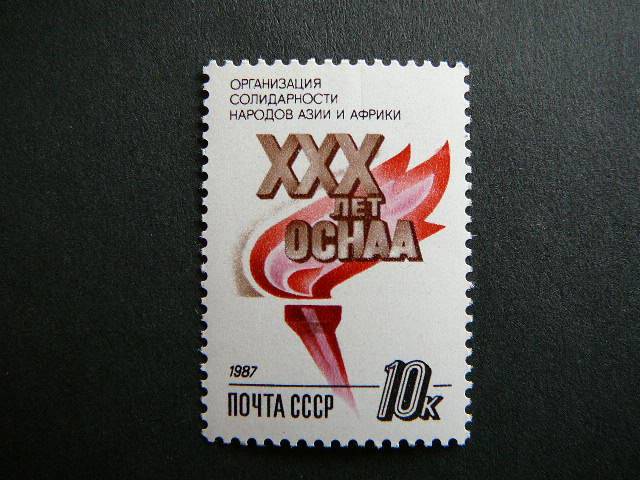 ОРГАНИЗАЦИЯ
СОЛИДАРНОСТИ
НАРОДОВ АЗИИ И АФРИКИ
XXX
ЛЕТ
ОСНАА
1987
ПОЧТА СССР
10к